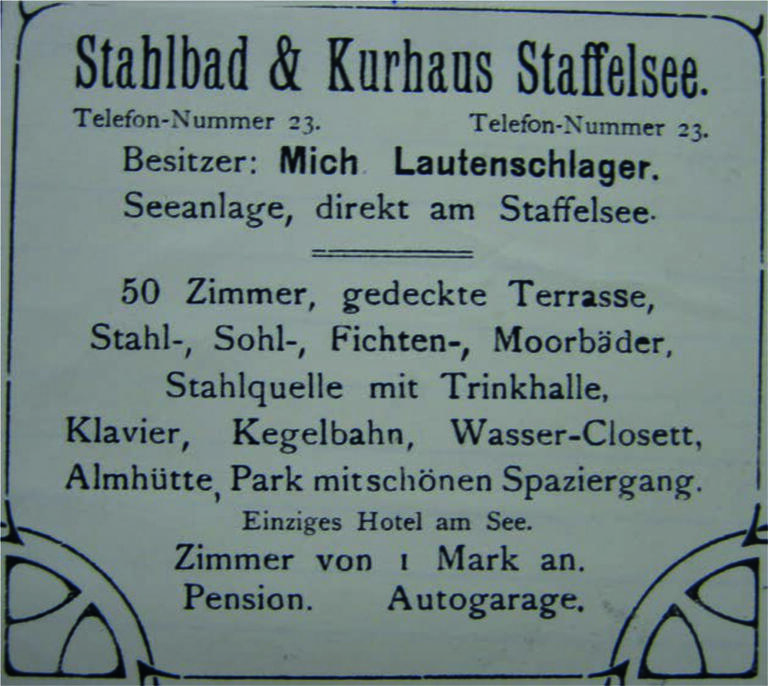 Stahlbad & Kurhaus Staffelsee.
Telefon-Nummer 23. Telefon-Nummer 23.
Besitzer: Mich. Lautenschlager.
Seeanlage, direkt am Staffelsee.
50 Zimmer, gedeckte Terrasse,
Stahl-, Sohl-, Fichten-, Moorbäder,
Stahlquelle mit Trinkhalle,
Klavier, Kegelbahn, Wasser-Closett,
Almhütte, Park mit schönen Spaziergang.
Einziges Hotel am See.
Zimmer von 1 Mark an.
Pension. Autogarage.